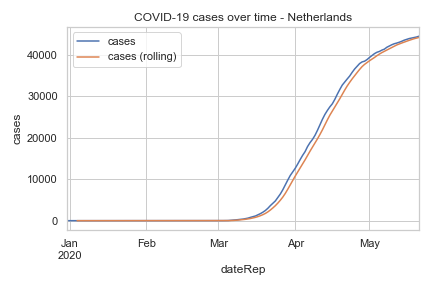 COVID-19 cases over time - Netherlands
cases
cases (rolling)
40000
30000
20000
10000
0
cases
Jan Feb Mar Apr May
2020
dateRep